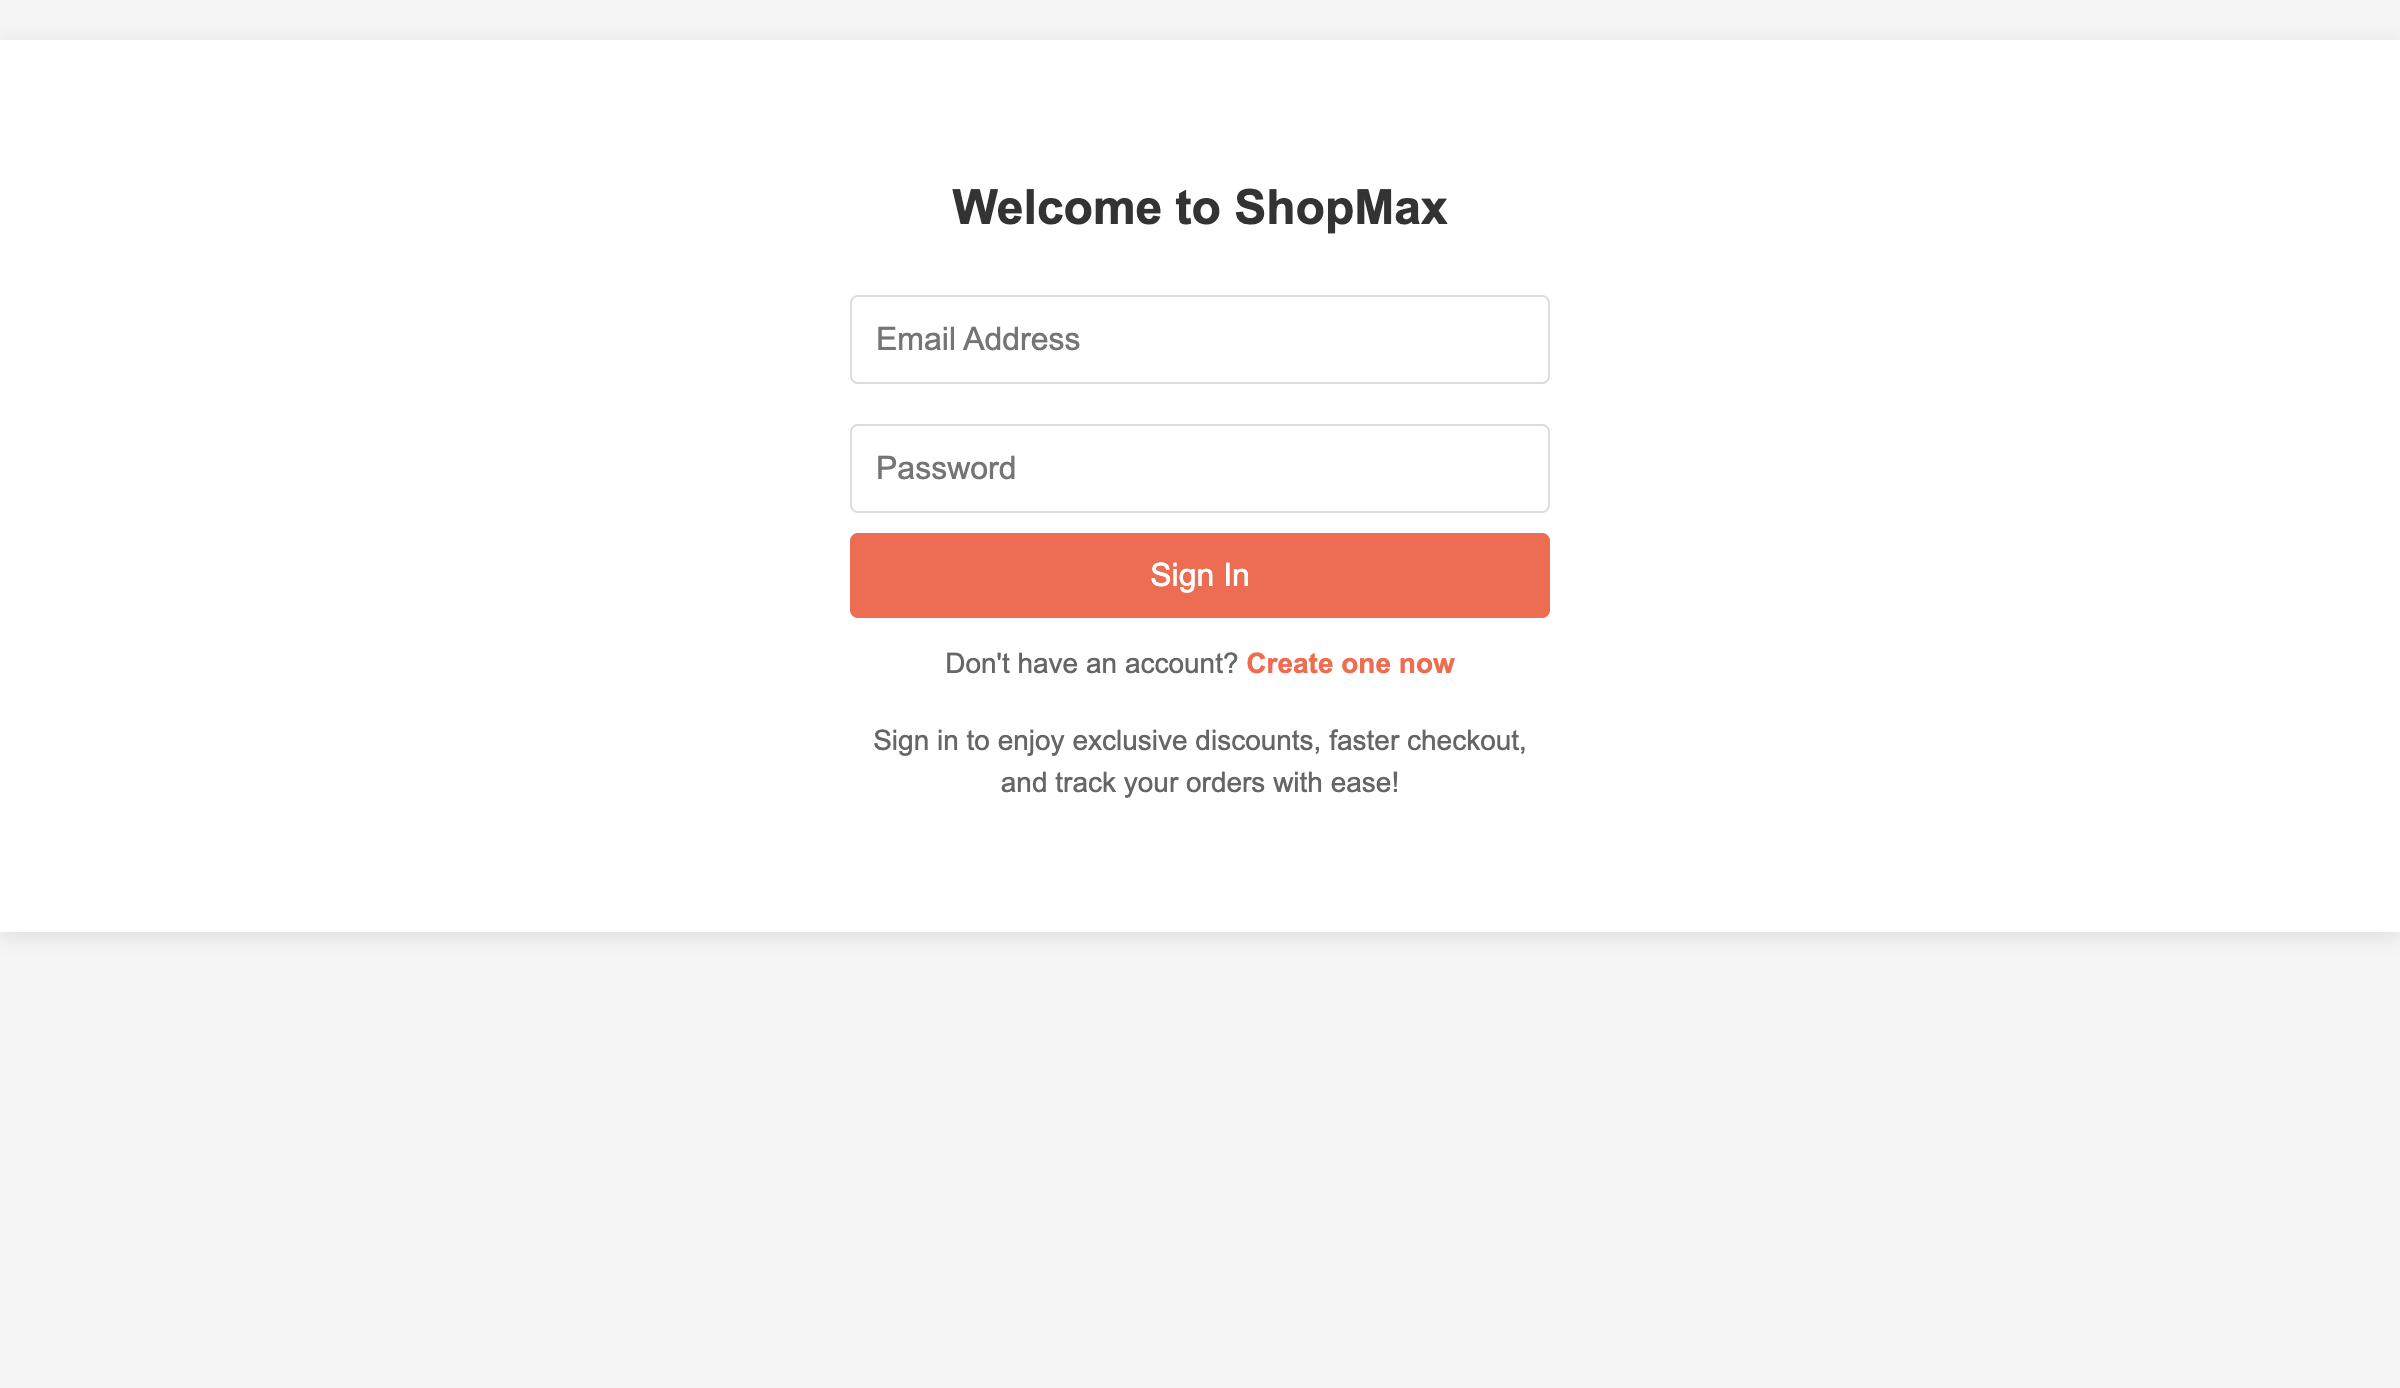 Welcome to ShopMax
Email Address
Password
Sign In
Don't have an account? Create one now
Sign in to enjoy exclusive discounts, faster checkout,
and track your orders with ease!